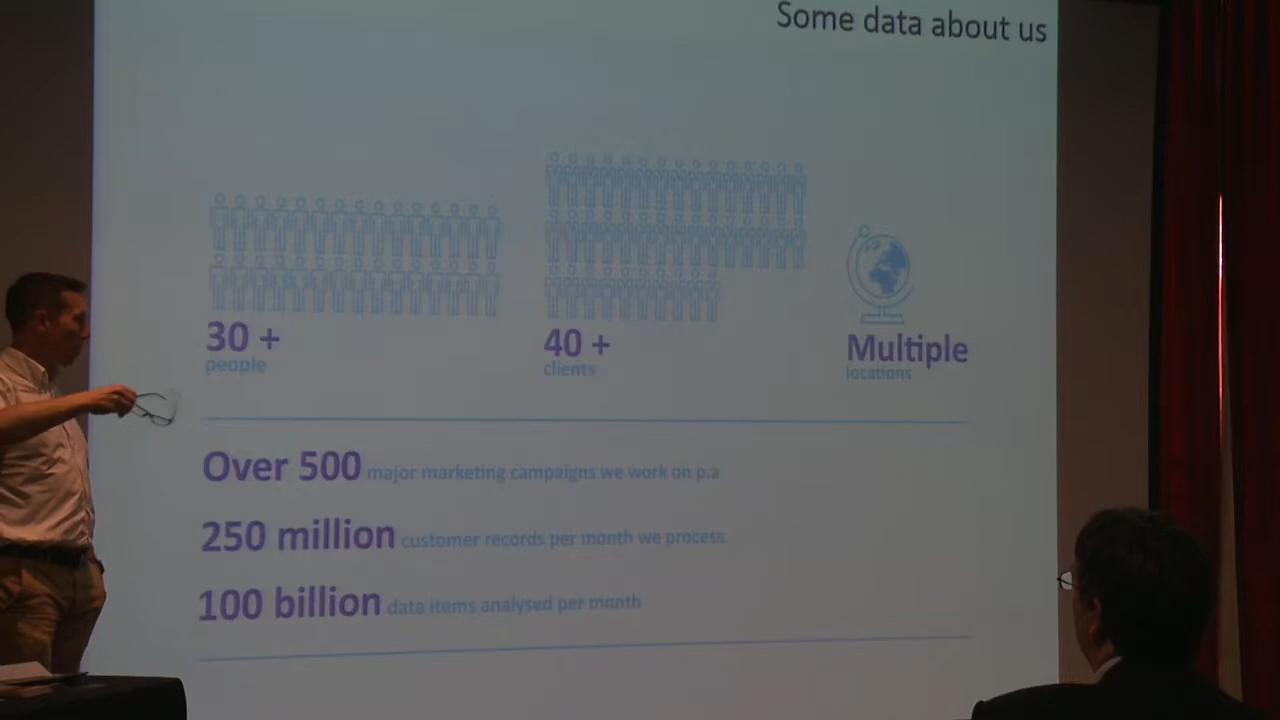 Some data about us
30 +
people
40 +
clients
Multiple
locations
Over 500 major marketing campaigns we work on p.a
250 million customer records per month we process
100 billion data items analysed per month